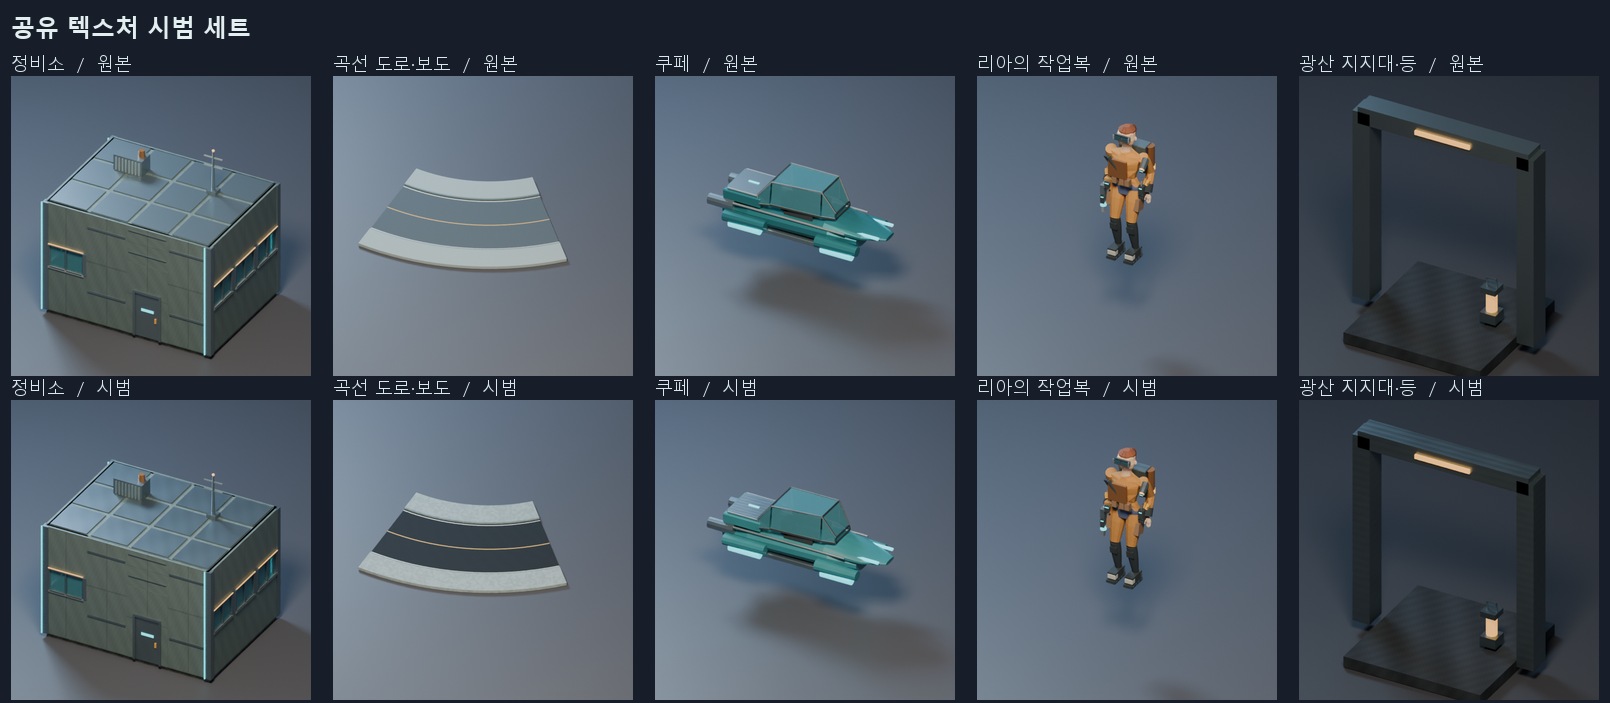 공유 텍스처 시범 세트
정비소 / 원본
곡선 도로·보도 / 원본
쿠페 / 원본
리아의 작업복 / 원본
광산 지지대·등 / 원본
정비소 / 시범
곡선 도로·보도 / 시범
쿠페 / 시범
리아의 작업복 / 시범
광산 지지대·등 / 시범